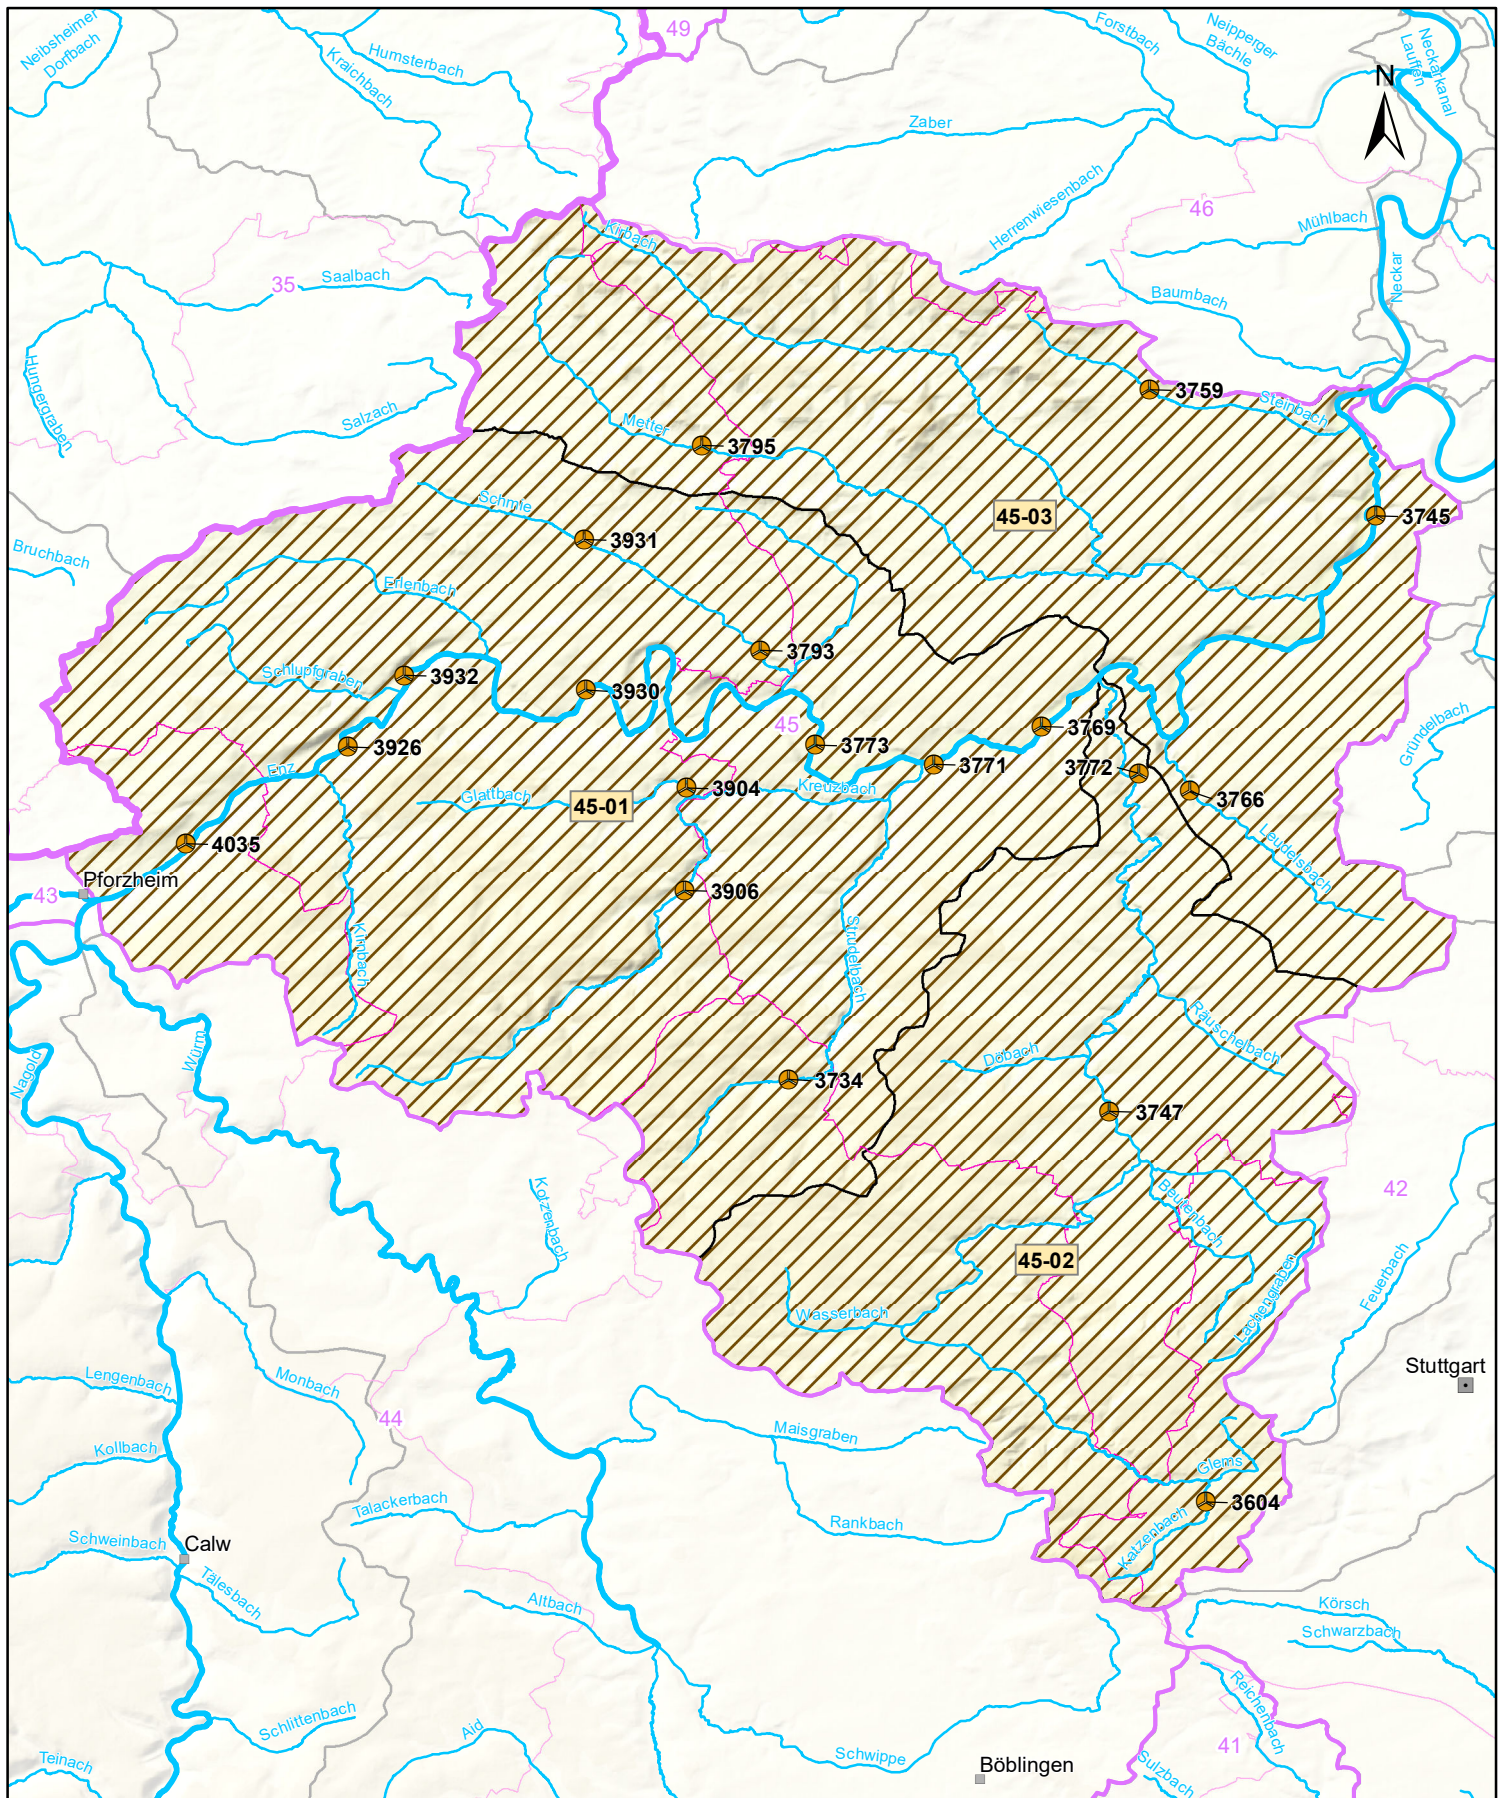 Neibsheimer
Dorfbach
Humsterbach
Kraichbach
49
Forstbach
Neipperger
Bächle
Neckarkanal
Lauffen
N
Zaber
Herrenwiesenbach
46
Mühlbach
Neckar
Baumbach
35
Saalbach
Kirbach
Hungergraben
Salzach
Metter
3795
3759
Steinbach
45-03
3745
Schmie
3931
Bruchbach
Erlenbach
Schlupfgraben
3932
3793
3930
45
3926
Enz
3773
3769
3771
3772
3766
Gründelbach
Glattbach
45-01
3904
Kreuzbach
4035
Leudelsbach
Pforzheim
43
3906
Kirnbach
Strudelbach
Nagold
Würm
Räuschelbach
Döbach
3734
3747
42
Kotzenbach
Beutenbach
45-02
Lachengraben
Feuerbach
Wasserbach
Stuttgart
Lengenbach
Monbach
44
Kollbach
Maisgraben
Glems
3604
Talackerbach
Rankbach
Katzenbach
Schweinbach
Calw
Tälesbach
Altbach
Körsch
Schwarzbach
Schlittenbach
Aid
Reichenbach
41
Teinach
Schwippe
Böblingen
Sulzbach